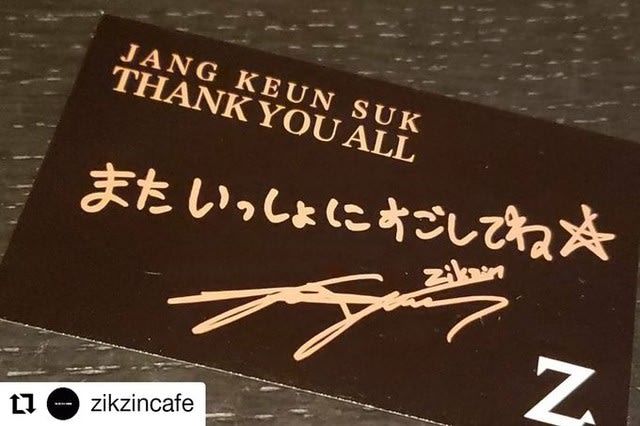 JANG KEUN SUK
THANK YOU ALL
またいっしょにすごしてね☆
zikzin
Z
zikzincafe